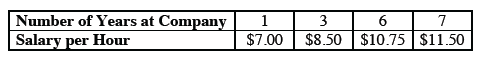 Number of Years at Company 1 3 6 7
Salary per Hour $7.00 $8.50 $10.75 $11.50